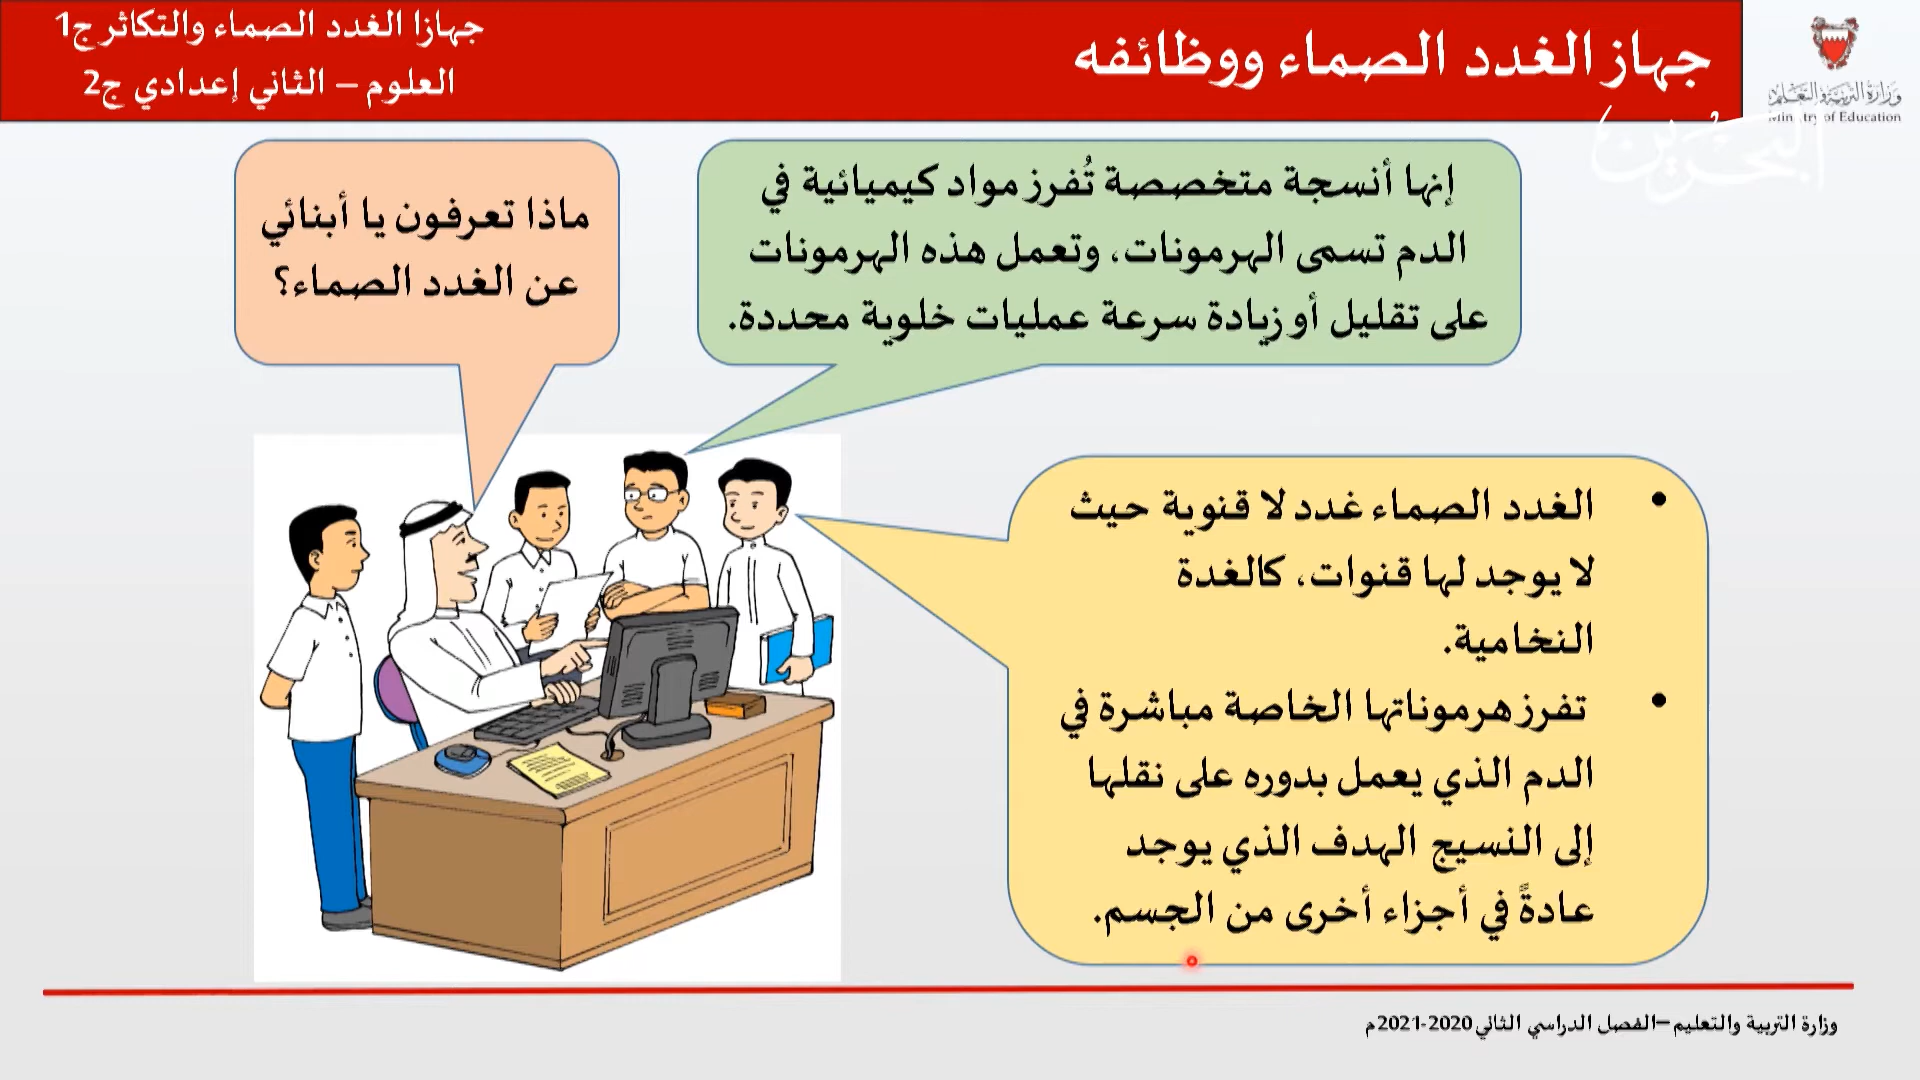 جهاز الغدد الصماء ووظائفه
جهازا الغدد الصماء والتكاثر ج1
العلوم – الثاني إعدادي ج2
وزارة التربية والتعليم
Ministry of Education
البحرين
ماذا تعرفون يا أبنائي
عن الغدد الصماء؟
إنها أنسجة متخصصة تُفرز مواد كيميائية في
الدم تسمى الهرمونات، وتعمل هذه الهرمونات
على تقليل أو زيادة سرعة عمليات خلوية محددة.
• الغدد الصماء غدد لا قنوية حيث
لا يوجد لها قنوات، كالغدة
النخامية.
• تفرز هرموناتها الخاصة مباشرة في
الدم الذي يعمل بدوره على نقلها
إلى النسيج الهدف الذي يوجد
عادةً في أجزاء أخرى من الجسم.
وزارة التربية والتعليم –الفصل الدراسي الثاني 2020-2021م